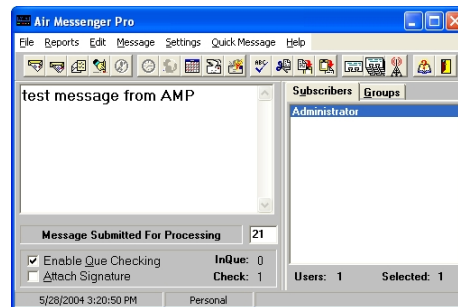 Air Messenger Pro
File Reports Edit Message Settings Quick Message Help
ABC
test message from AMP
Subscribers Groups
Administrator
Message Submitted For Processing 21
Enable Que Checking InQue: 0
Attach Signature Check: 1
Users: 1 Selected: 1
5/28/2004 3:20:50 PM Personal